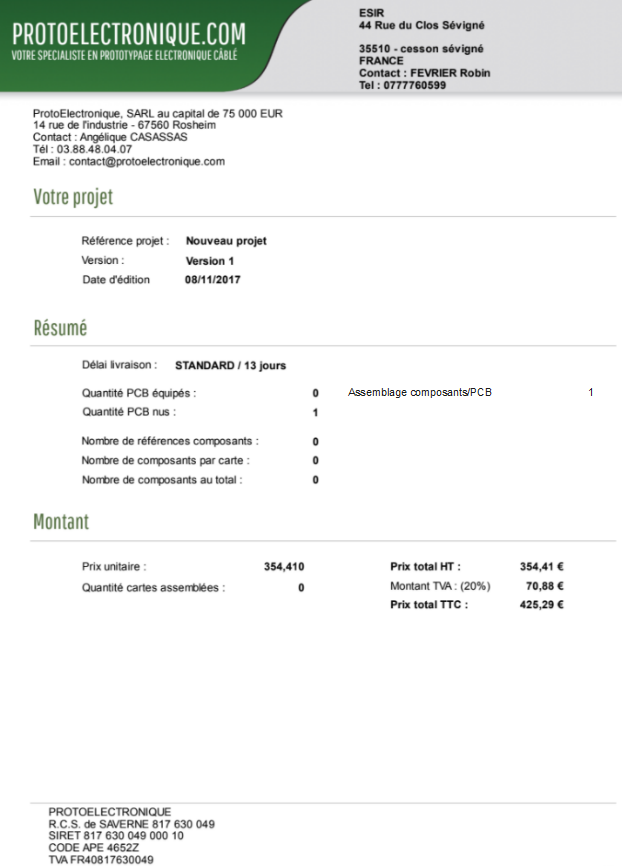 PROTOELECTRONIQUE.COM
VOTRE SPECIALISTE EN PROTOTYPAGE ELECTRONIQUE CÂBLÉ
ESIR
44 Rue du Clos Sévigné
35510 - cesson sévigné
FRANCE
Contact : FEVRIER Robin
Tel : 0777760599
ProtoElectronique, SARL au capital de 75 000 EUR
14 rue de l'industrie - 67560 Rosheim
Contact : Angélique CASASSAS
Tél : 03.88.48.04.07
Email : contact@protoelectronique.com
Votre projet
Référence projet : Nouveau projet
Version : Version 1
Date d'édition 08/11/2017
Résumé
Délai livraison : STANDARD / 13 jours
Quantité PCB équipés : 0 Assemblage composants/PCB 1
Quantité PCB nus : 1
Nombre de références composants : 0
Nombre de composants par carte : 0
Nombre de composants au total : 0
Montant
Prix unitaire : 354,410 Prix total HT : 354,41 €
Quantité cartes assemblées : 0 Montant TVA : (20%) 70,88 €
Prix total TTC : 425,29 €
PROTOELECTRONIQUE
R.C.S. de SAVERNE 817 630 049
SIRET 817 630 049 000 10
CODE APE 4652Z
TVA FR40817630049